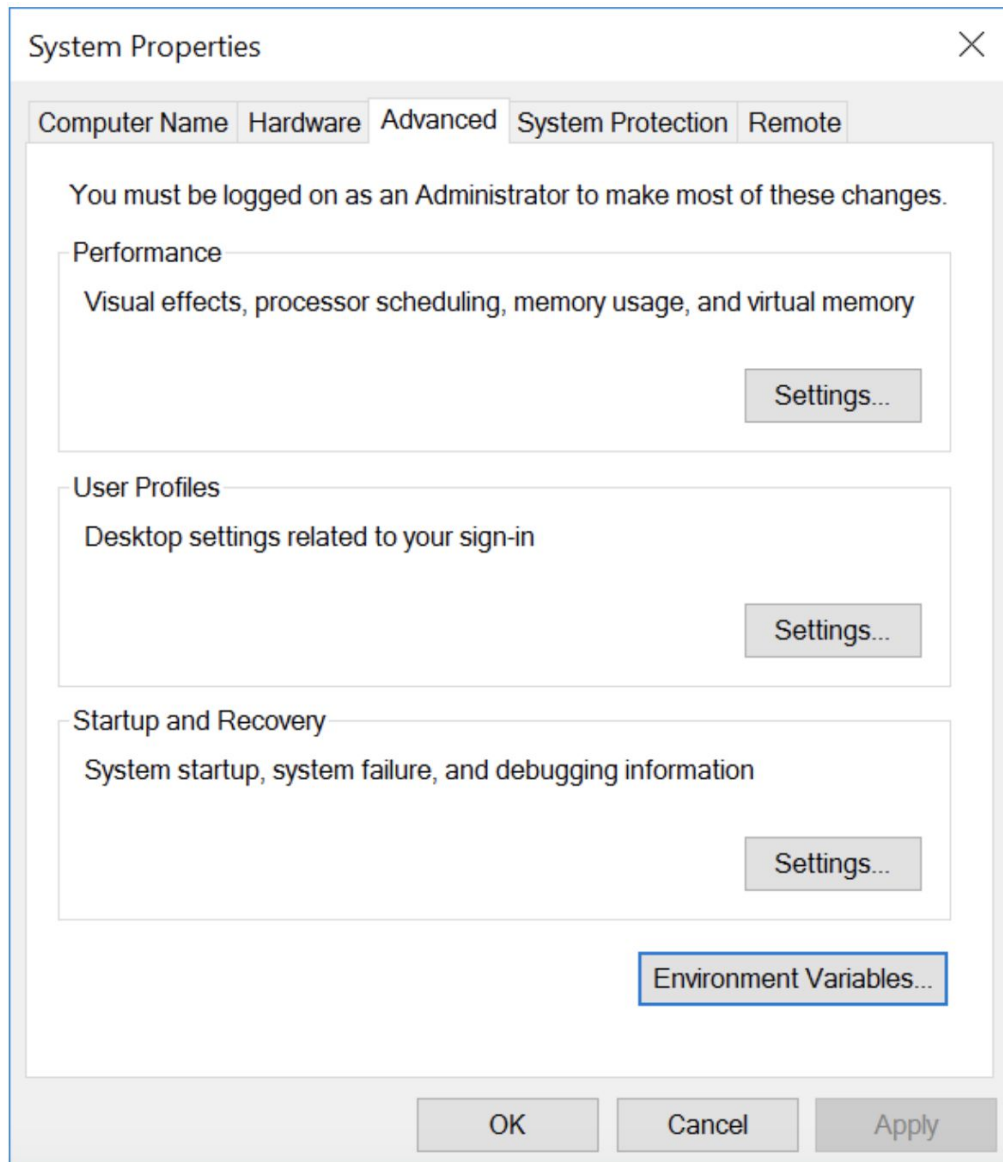 System Properties
Computer Name Hardware Advanced System Protection Remote
You must be logged on as an Administrator to make most of these changes.
Performance
Visual effects, processor scheduling, memory usage, and virtual memory
Settings...
User Profiles
Desktop settings related to your sign-in
Settings...
Startup and Recovery
System startup, system failure, and debugging information
Settings...
Environment Variables...
OK Cancel Apply